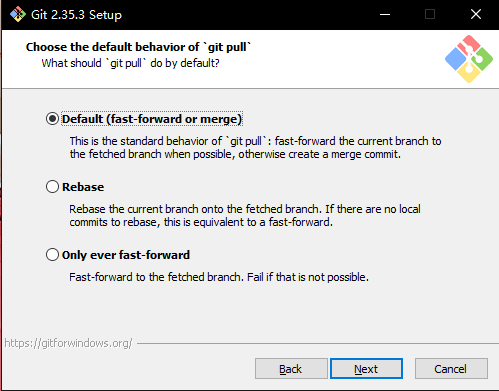 Git 2.35.3 Setup
Choose the default behavior of `git pull`
What should `git pull` do by default?
Default (fast-forward or merge)
This is the standard behavior of `git pull`: fast-forward the current branch to
the fetched branch when possible, otherwise create a merge commit.
Rebase
Rebase the current branch onto the fetched branch. If there are no local
commits to rebase, this is equivalent to a fast-forward.
Only ever fast-forward
Fast-forward to the fetched branch. Fail if that is not possible.
https://gitforwindows.org/
Back Next Cancel